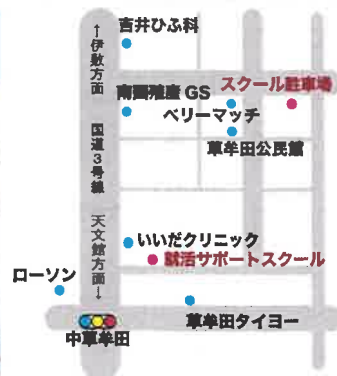 吉井ひふ科
↑伊敷方面
スクール駐車場
南国殖産 GS
ベリーマッチ
草牟田公民館
国道3号線
天文館方面↓
いいだクリニック
就活サポートスクール
ローソン
草牟田タイヨー
中草牟田